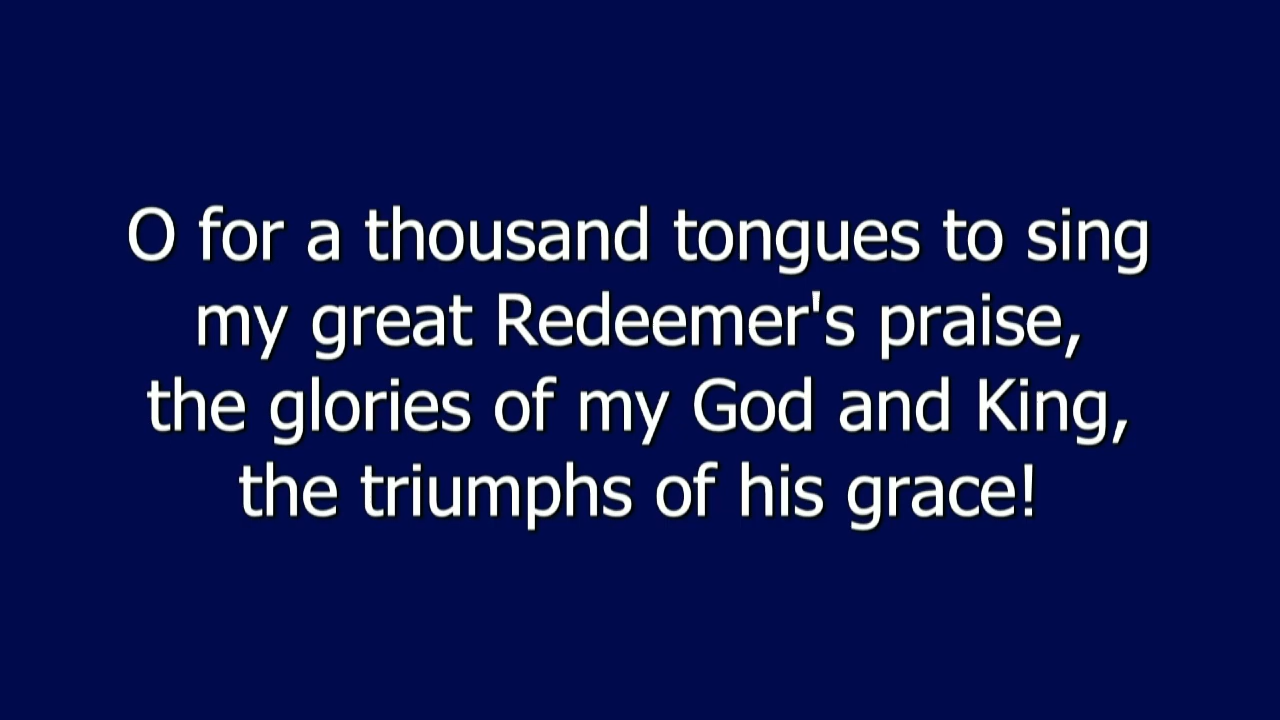 O for a thousand tongues to sing
my great Redeemer's praise,
the glories of my God and King,
the triumphs of his grace!